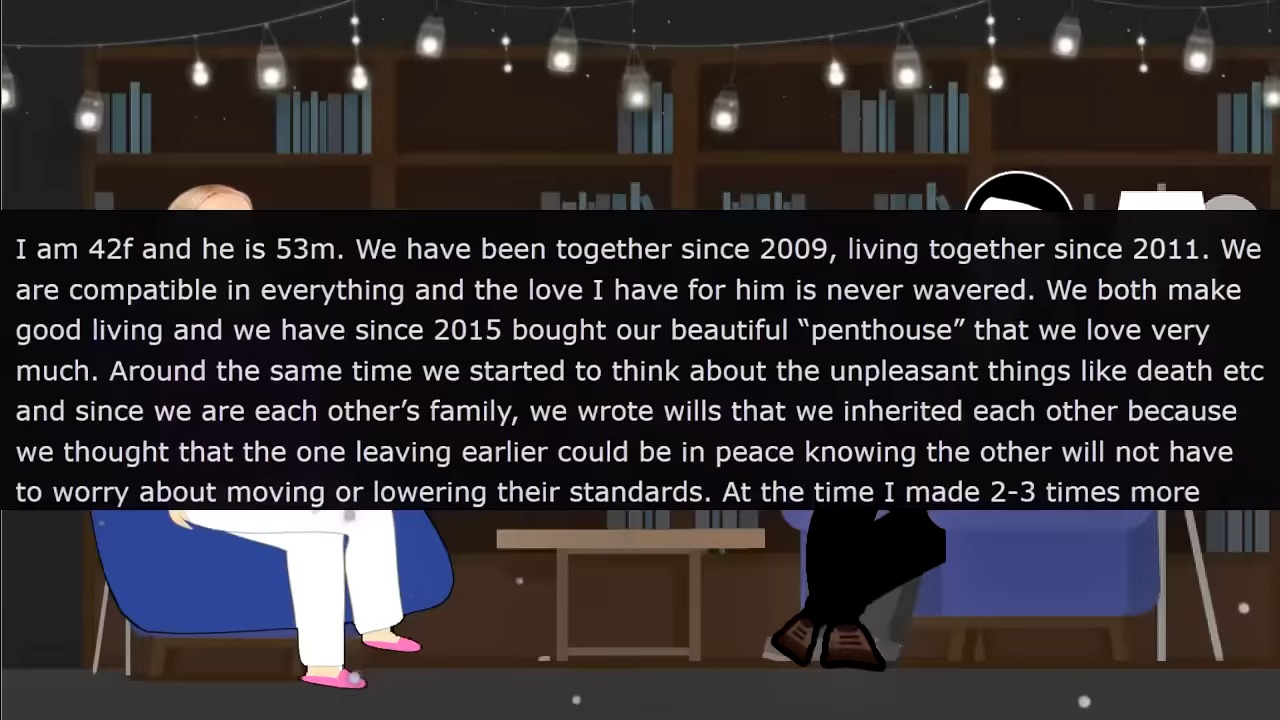 I am 42f and he is 53m. We have been together since 2009, living together since 2011. We
are compatible in everything and the love I have for him is never wavered. We both make
good living and we have since 2015 bought our beautiful “penthouse” that we love very
much. Around the same time we started to think about the unpleasant things like death etc
and since we are each other’s family, we wrote wills that we inherited each other because
we thought that the one leaving earlier could be in peace knowing the other will not have
to worry about moving or lowering their standards. At the time I made 2-3 times more